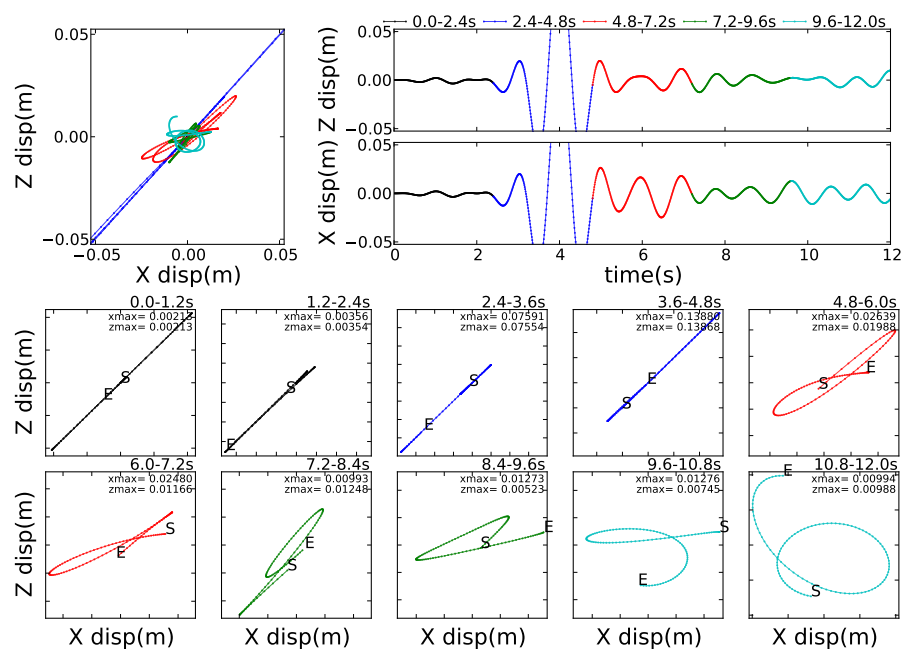 0.0-2.4s 2.4-4.8s 4.8-7.2s 7.2-9.6s 9.6-12.0s
0.05
0.00
−0.05
Z disp(m)
−0.05 0.00 0.05
X disp(m)
0.05
0.00
−0.05
Z disp(m)
0.05
0.00
−0.05
X disp(m)
0 2 4 6 8 10 12
time(s)
0.0-1.2s
xmax= 0.00213
zmax= 0.00213
S
E
Z disp(m)
1.2-2.4s
xmax= 0.00356
zmax= 0.00354
S
E
2.4-3.6s
xmax= 0.07591
zmax= 0.07554
S
E
3.6-4.8s
xmax= 0.13880
zmax= 0.13868
E
S
4.8-6.0s
xmax= 0.02639
zmax= 0.01988
E
S
6.0-7.2s
xmax= 0.02480
zmax= 0.01166
S
E
Z disp(m)
X disp(m)
7.2-8.4s
xmax= 0.00993
zmax= 0.01248
E
S
X disp(m)
8.4-9.6s
xmax= 0.01273
zmax= 0.00523
E
S
X disp(m)
9.6-10.8s
xmax= 0.01276
zmax= 0.00745
S
E
X disp(m)
10.8-12.0s
xmax= 0.00994
zmax= 0.00988
E
S
X disp(m)